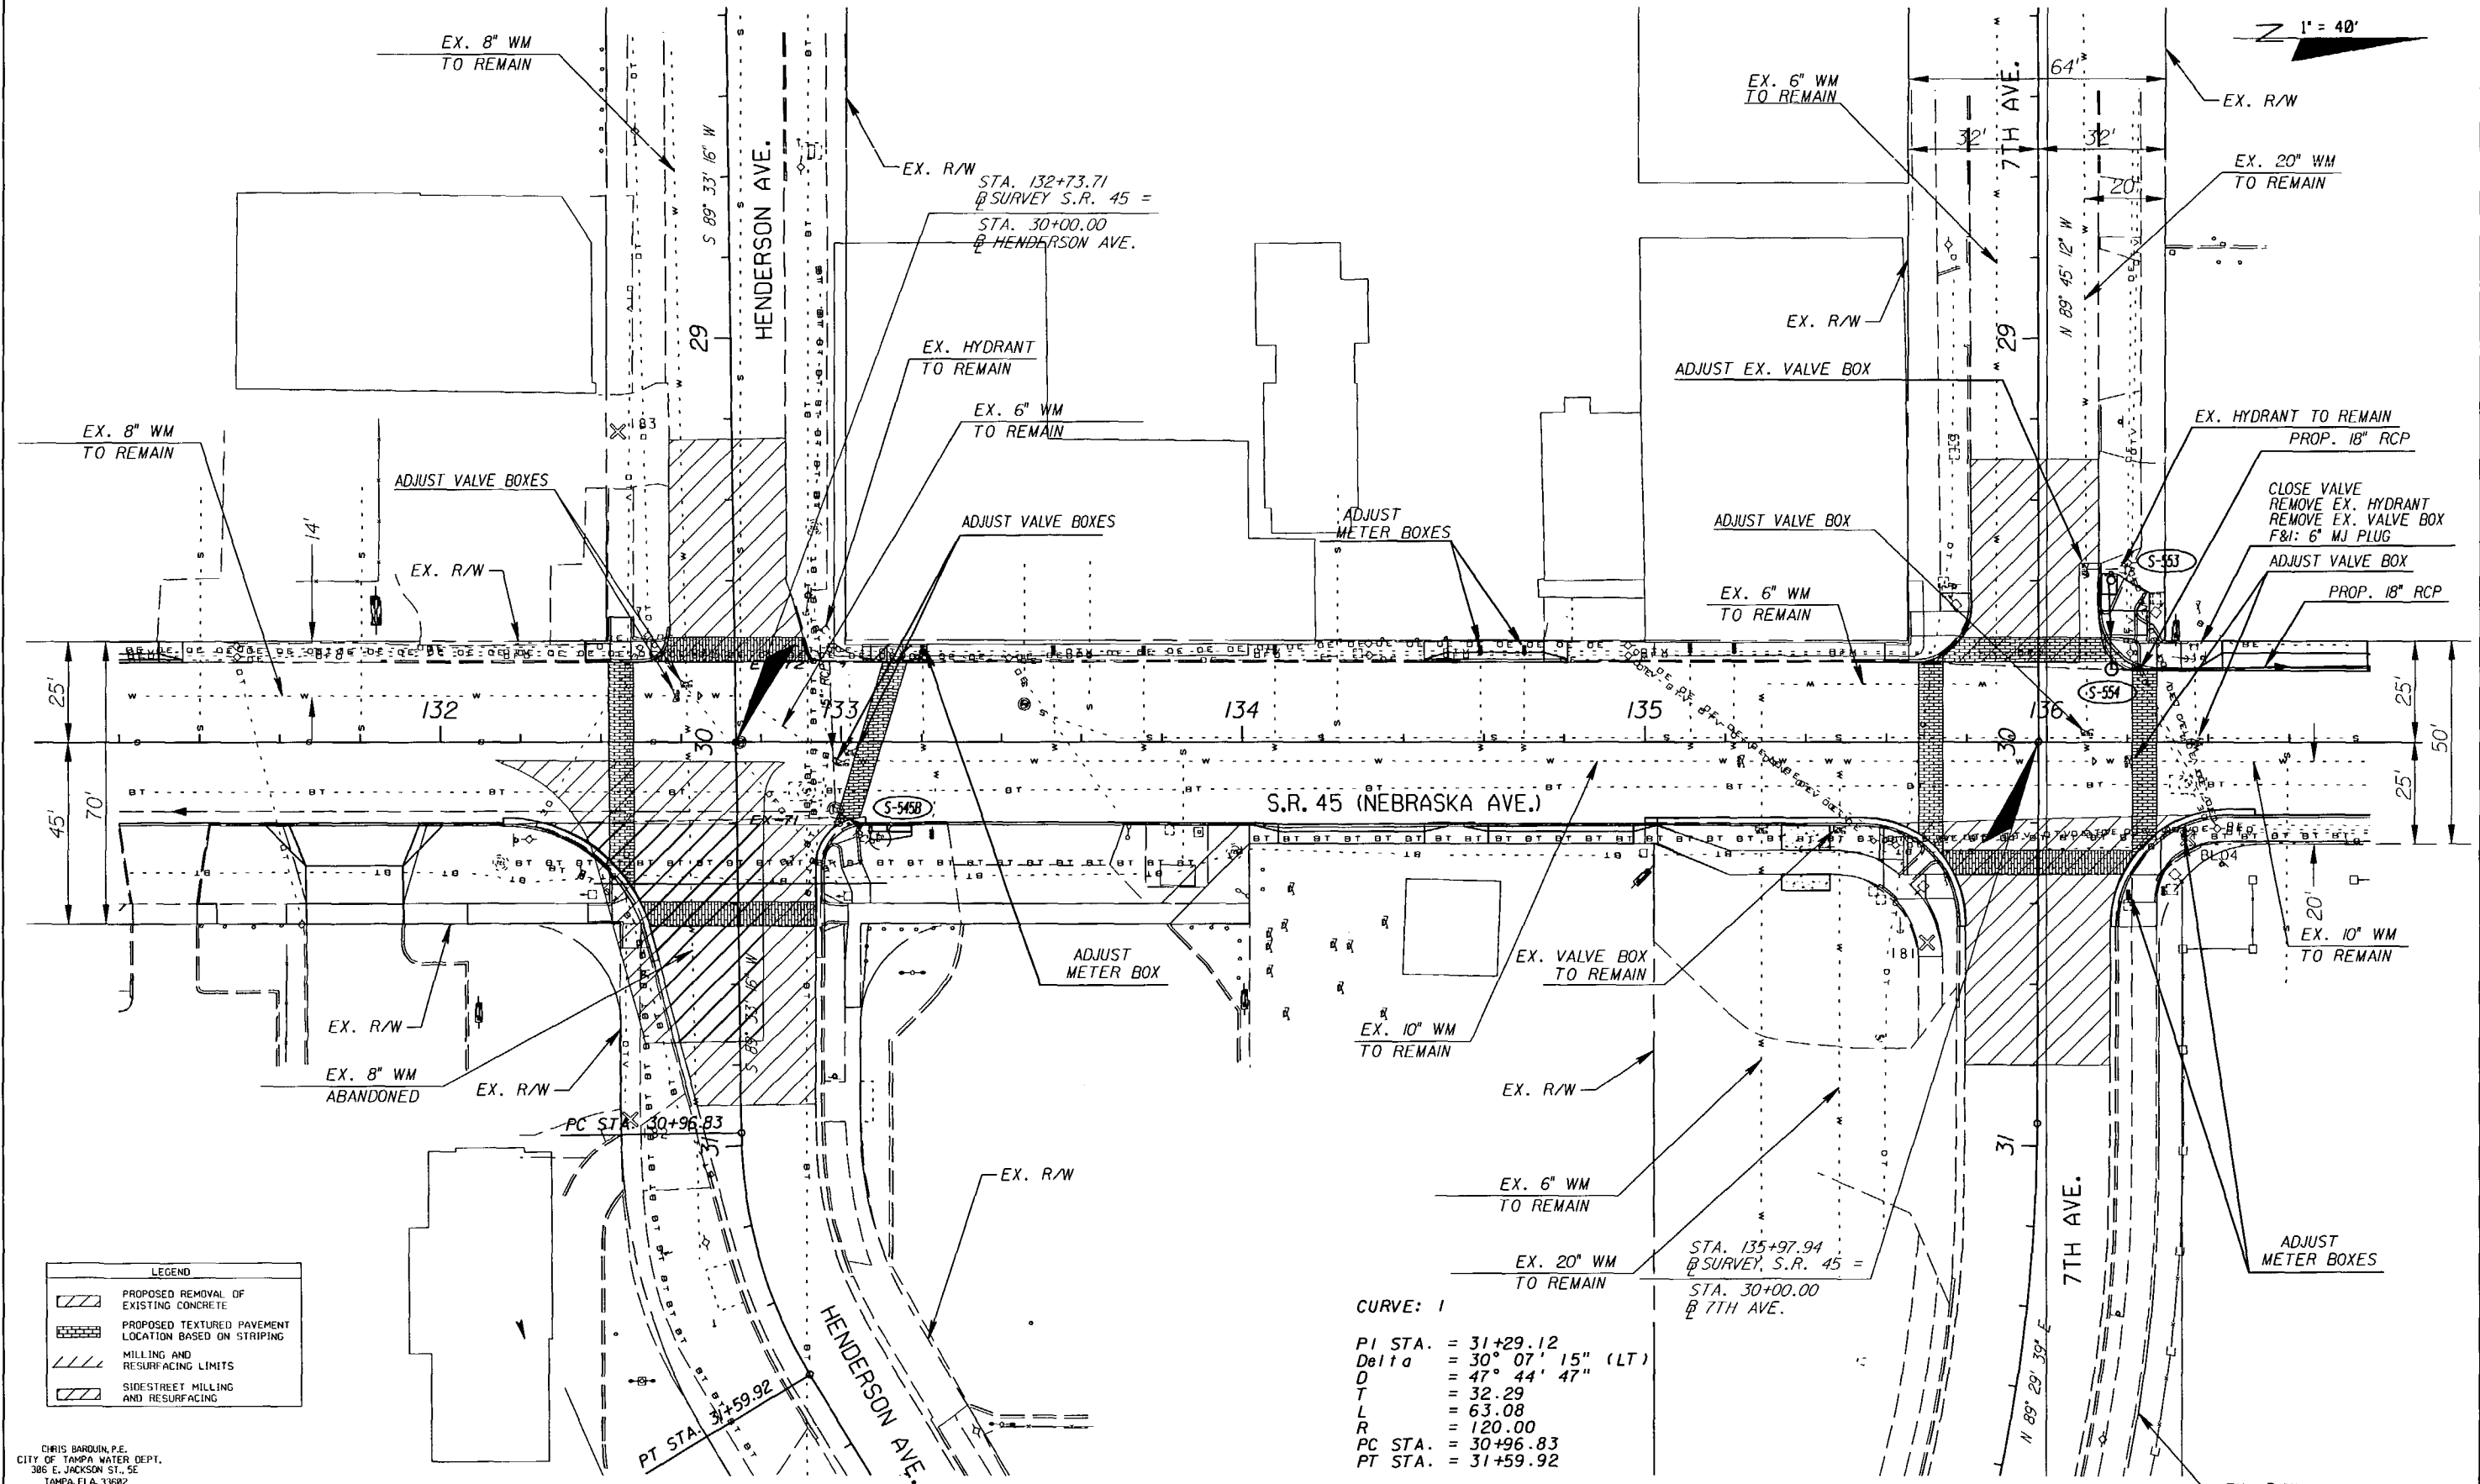 1" = 40'
EX. 8" WM
TO REMAIN
HENDERSON AVE.
S 89° 33' 16" W
EX. R/W
STA. 132+73.71
℄ SURVEY S.R. 45 =
STA. 30+00.00
℄ HENDERSON AVE.
EX. 6" WM
TO REMAIN
7TH AVE.
64'
EX. R/W
32'
32'
EX. 20" WM
TO REMAIN
20'
N 89° 45' 12" W
EX. R/W
29
29
EX. HYDRANT
TO REMAIN
ADJUST EX. VALVE BOX
EX. 6" WM
TO REMAIN
EX. HYDRANT TO REMAIN
PROP. 18" RCP
EX. 8" WM
TO REMAIN
183
ADJUST VALVE BOXES
ADJUST VALVE BOXES
ADJUST
METER BOXES
ADJUST VALVE BOX
CLOSE VALVE
REMOVE EX. HYDRANT
REMOVE EX. VALVE BOX
F&I: 6" MJ PLUG
ADJUST VALVE BOX
PROP. 18" RCP
S-553
14'
EX. R/W
EX. 6" WM
TO REMAIN
S-554
25'
132
133
134
135
136
25'
50'
30
30
45'
70'
25'
S.R. 45 (NEBRASKA AVE.)
S-545B
EX-71
BL04
20'
EX. 10" WM
TO REMAIN
ADJUST
METER BOX
EX. VALVE BOX
TO REMAIN
181
EX. R/W
S 89° 33' 16" W
EX. 10" WM
TO REMAIN
EX. 8" WM
ABANDONED
EX. R/W
EX. R/W
PC STA. 30+96.83
31
31
EX. R/W
EX. 6" WM
TO REMAIN
7TH AVE.
EX. 20" WM
TO REMAIN
STA. 135+97.94
℄ SURVEY, S.R. 45 =
STA. 30+00.00
℄ 7TH AVE.
ADJUST
METER BOXES
LEGEND
PROPOSED REMOVAL OF
EXISTING CONCRETE
PROPOSED TEXTURED PAVEMENT
LOCATION BASED ON STRIPING
MILLING AND
RESURFACING LIMITS
SIDESTREET MILLING
AND RESURFACING
HENDERSON AVE.
PT STA. 31+59.92
CURVE: 1
PI STA. = 31+29.12
Delta = 30° 07' 15" (LT)
D = 47° 44' 47"
T = 32.29
L = 63.08
R = 120.00
PC STA. = 30+96.83
PT STA. = 31+59.92
N 89° 29' 39" E
CHRIS BARQUIN, P.E.
CITY OF TAMPA WATER DEPT.
306 E. JACKSON ST., 5E
TAMPA, FLA. 33602